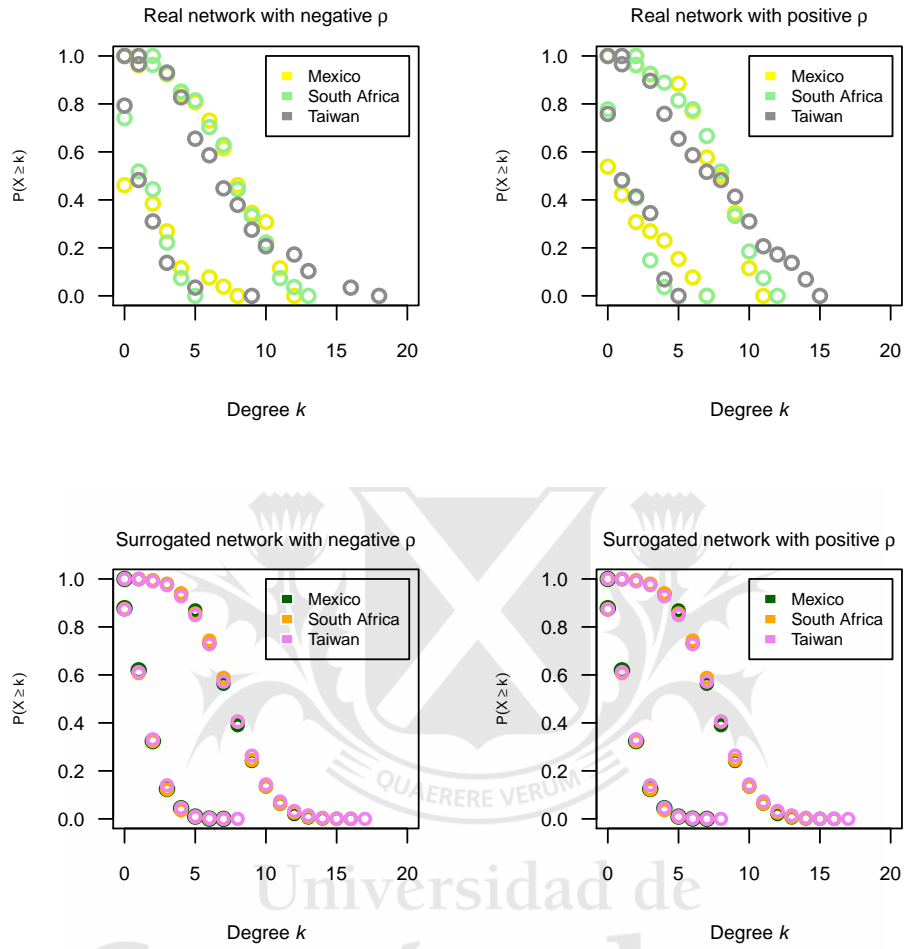 Real network with negative ρ
P(X ≥ k)
1.0
0.8
0.6
0.4
0.2
0.0
Mexico
South Africa
Taiwan
0 5 10 15 20
Degree k
Real network with positive ρ
P(X ≥ k)
1.0
0.8
0.6
0.4
0.2
0.0
Mexico
South Africa
Taiwan
0 5 10 15 20
Degree k
Surrogated network with negative ρ
P(X ≥ k)
1.0
0.8
0.6
0.4
0.2
0.0
Mexico
South Africa
Taiwan
0 5 10 15 20
Degree k
Surrogated network with positive ρ
P(X ≥ k)
1.0
0.8
0.6
0.4
0.2
0.0
Mexico
South Africa
Taiwan
0 5 10 15 20
Degree k
QUAERERE VERUM
Universidad de